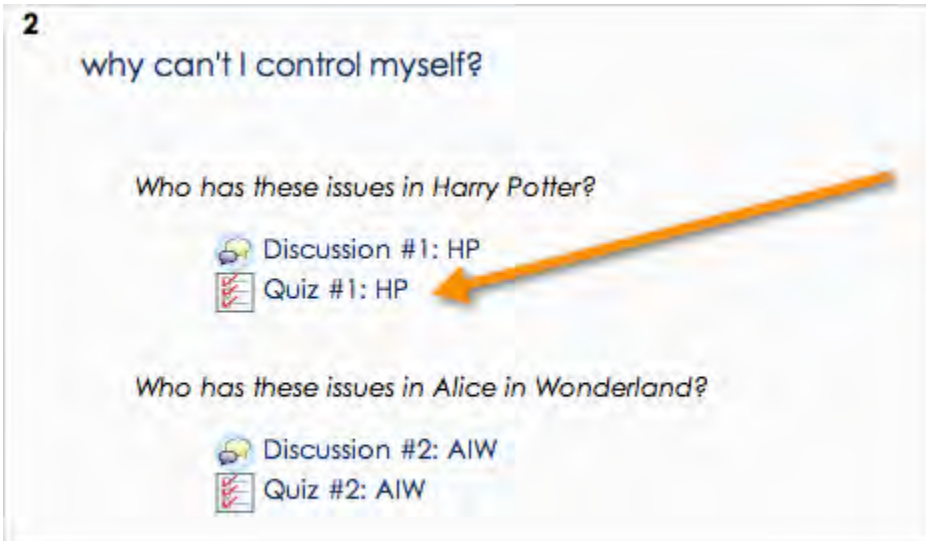 2
why can't I control myself?
Who has these issues in Harry Potter?
Discussion #1: HP
Quiz #1: HP
Who has these issues in Alice in Wonderland?
Discussion #2: AIW
Quiz #2: AIW